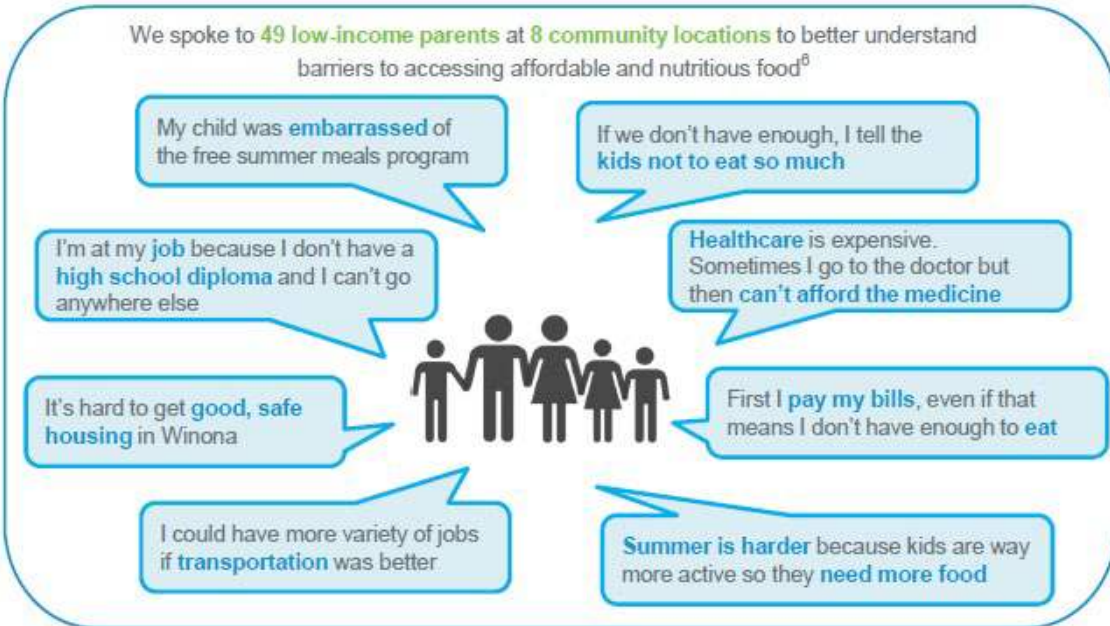 We spoke to 49 low-income parents at 8 community locations to better understand
barriers to accessing affordable and nutritious food⁶
My child was embarrassed of
the free summer meals program
If we don't have enough, I tell the
kids not to eat so much
I'm at my job because I don't have a
high school diploma and I can't go
anywhere else
Healthcare is expensive.
Sometimes I go to the doctor but
then can't afford the medicine
It's hard to get good, safe
housing in Winona
First I pay my bills, even if that
means I don't have enough to eat
I could have more variety of jobs
if transportation was better
Summer is harder because kids are way
more active so they need more food